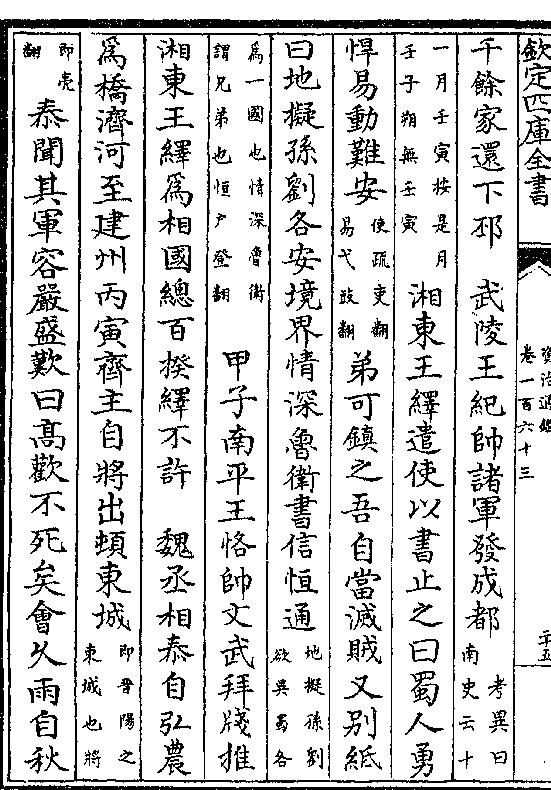 欽定四庫全書
資治通鑑
卷一百六十三
千餘家還下邳　武陵王紀帥諸軍發成都考異曰南史云十
一月壬寅按是月壬子朔無壬寅湘東王繹遣使以書止之曰蜀人勇
悍易動難安使疏吏翻易弋豉翻弟可鎮之吾自當滅賊又别紙
曰地擬孫劉各安境界情深魯衛書信恒通地擬孫劉欲吳蜀各
為一國也情深魯衛謂兄弟也恒戶登翻甲子南平王恪帥文武拜牋推
湘東王繹為相國總百揆繹不許　魏丞相泰自弘農
為橋濟河至建州丙寅齊主自將出頓東城即晉陽之東城也將
即亮翻泰聞其軍容嚴盛歎曰高歡不死矣會久雨自秋